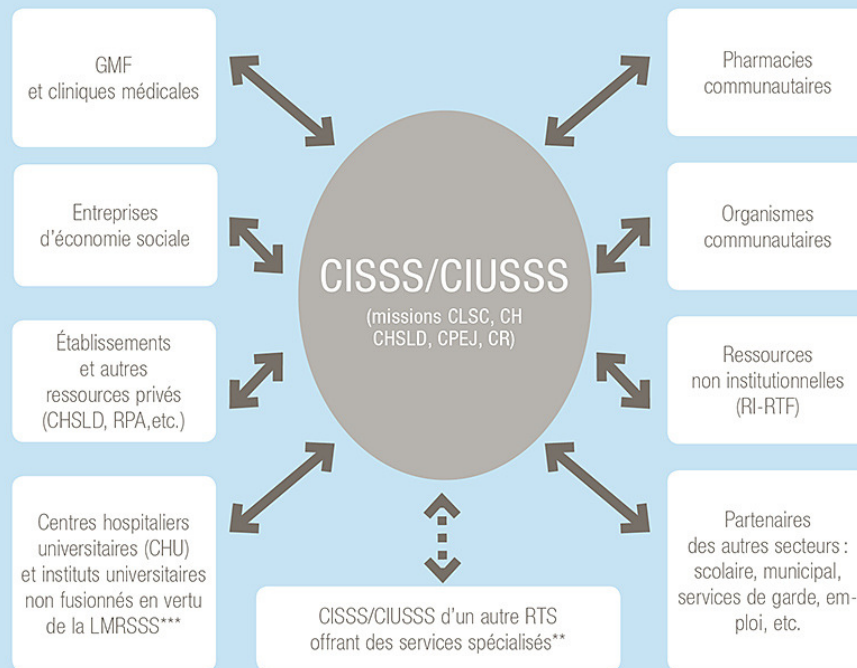 GMF
et cliniques médicales
Pharmacies
communautaires
Entreprises
d'économie sociale
Organismes
communautaires
CISSS/CIUSSS
(missions CLSC, CH
CHSLD, CPEJ, CR)
Établissements
et autres
ressources privés
(CHSLD, RPA,etc.)
Ressources
non institutionnelles
(RI-RTF)
Centres hospitaliers
universitaires (CHU)
et instituts universitaires
non fusionnés en vertu
de la LMRSSS***
CISSS/CIUSSS d'un autre RTS
offrant des services spécialisés**
Partenaires
des autres secteurs :
scolaire, municipal,
services de garde, em-
ploi, etc.